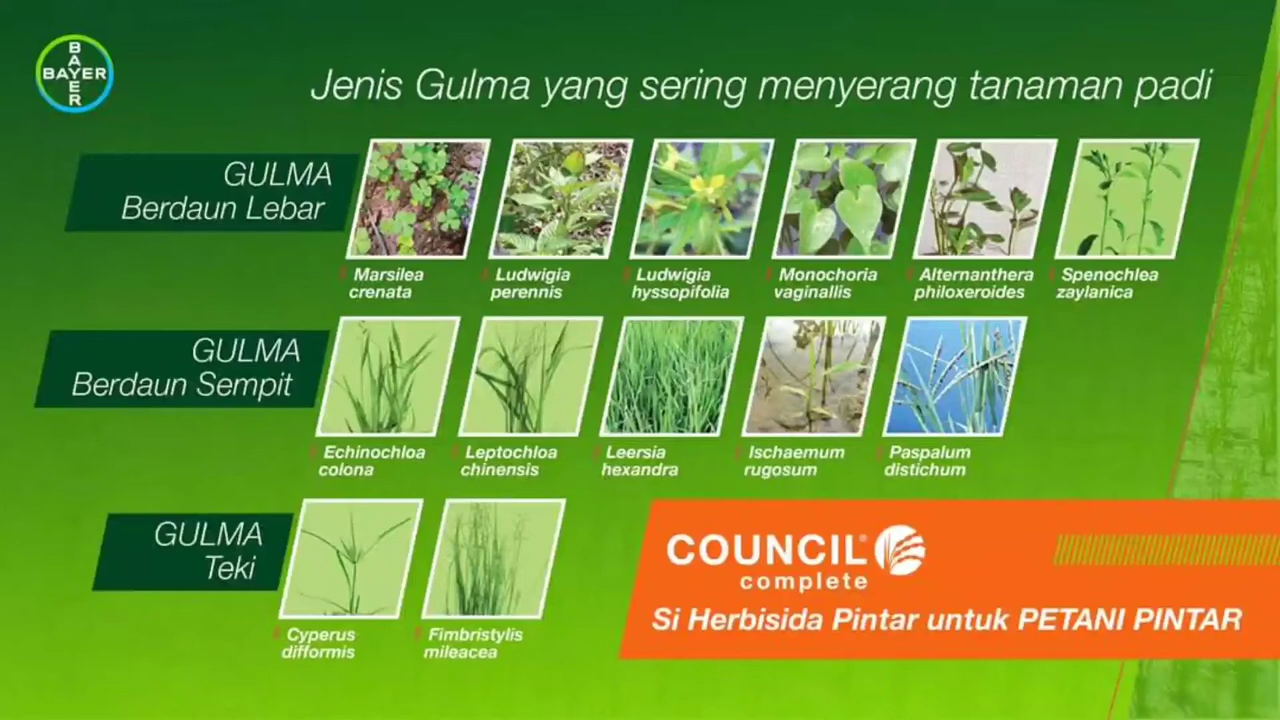 BAYER
BAYER
Jenis Gulma yang sering menyerang tanaman padi
GULMA
Berdaun Lebar
Marsilea
crenata
Ludwigia
perennis
Ludwigia
hyssopifolia
Monochoria
vaginallis
Alternanthera
philoxeroides
Spenochlea
zaylanica
GULMA
Berdaun Sempit
Echinochloa
colona
Leptochloa
chinensis
Leersia
hexandra
Ischaemum
rugosum
Paspalum
distichum
GULMA
Teki
Cyperus
difformis
Fimbristylis
mileacea
COUNCIL®
complete
Si Herbisida Pintar untuk PETANI PINTAR